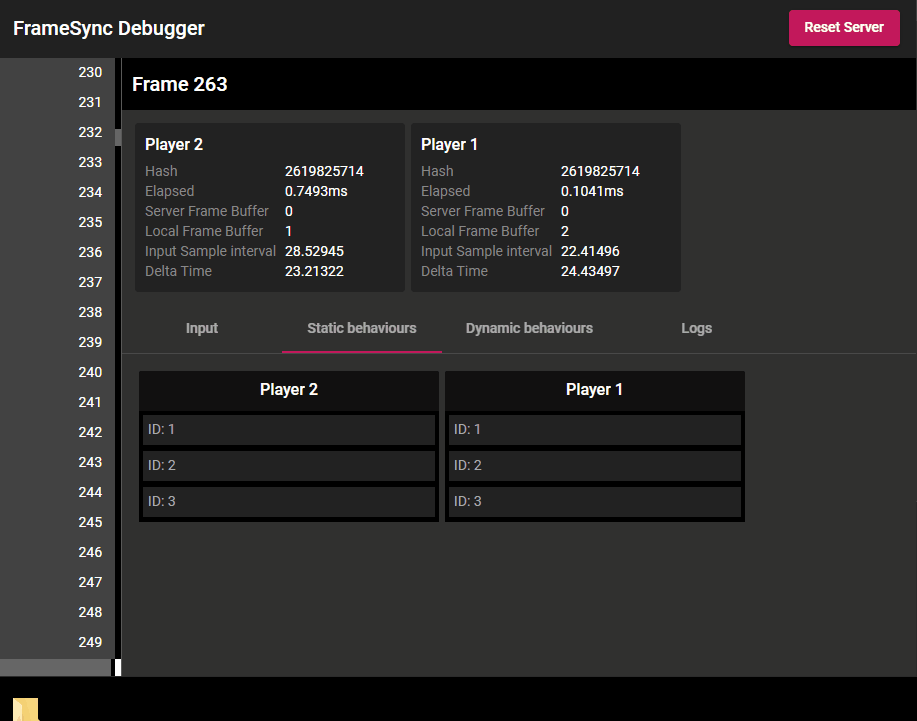 FrameSync Debugger
Reset Server
230
231
232
233
234
235
236
237
238
239
240
241
242
243
244
245
246
247
248
249
Frame 263
Player 2
Hash 2619825714
Elapsed 0.7493ms
Server Frame Buffer 0
Local Frame Buffer 1
Input Sample interval 28.52945
Delta Time 23.21322
Player 1
Hash 2619825714
Elapsed 0.1041ms
Server Frame Buffer 0
Local Frame Buffer 2
Input Sample interval 22.41496
Delta Time 24.43497
Input Static behaviours Dynamic behaviours Logs
Player 2
ID: 1
ID: 2
ID: 3
Player 1
ID: 1
ID: 2
ID: 3